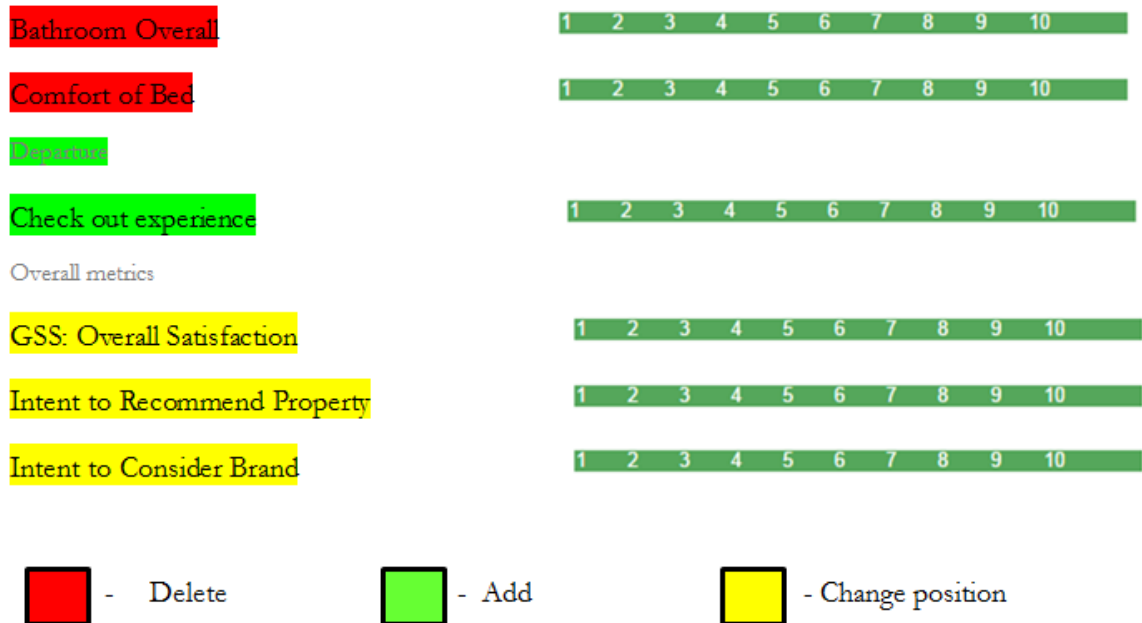 Bathroom Overall 1 2 3 4 5 6 7 8 9 10
Comfort of Bed 1 2 3 4 5 6 7 8 9 10
Departure
Check out experience 1 2 3 4 5 6 7 8 9 10
Overall metrics
GSS: Overall Satisfaction 1 2 3 4 5 6 7 8 9 10
Intent to Recommend Property 1 2 3 4 5 6 7 8 9 10
Intent to Consider Brand 1 2 3 4 5 6 7 8 9 10
- Delete - Add - Change position